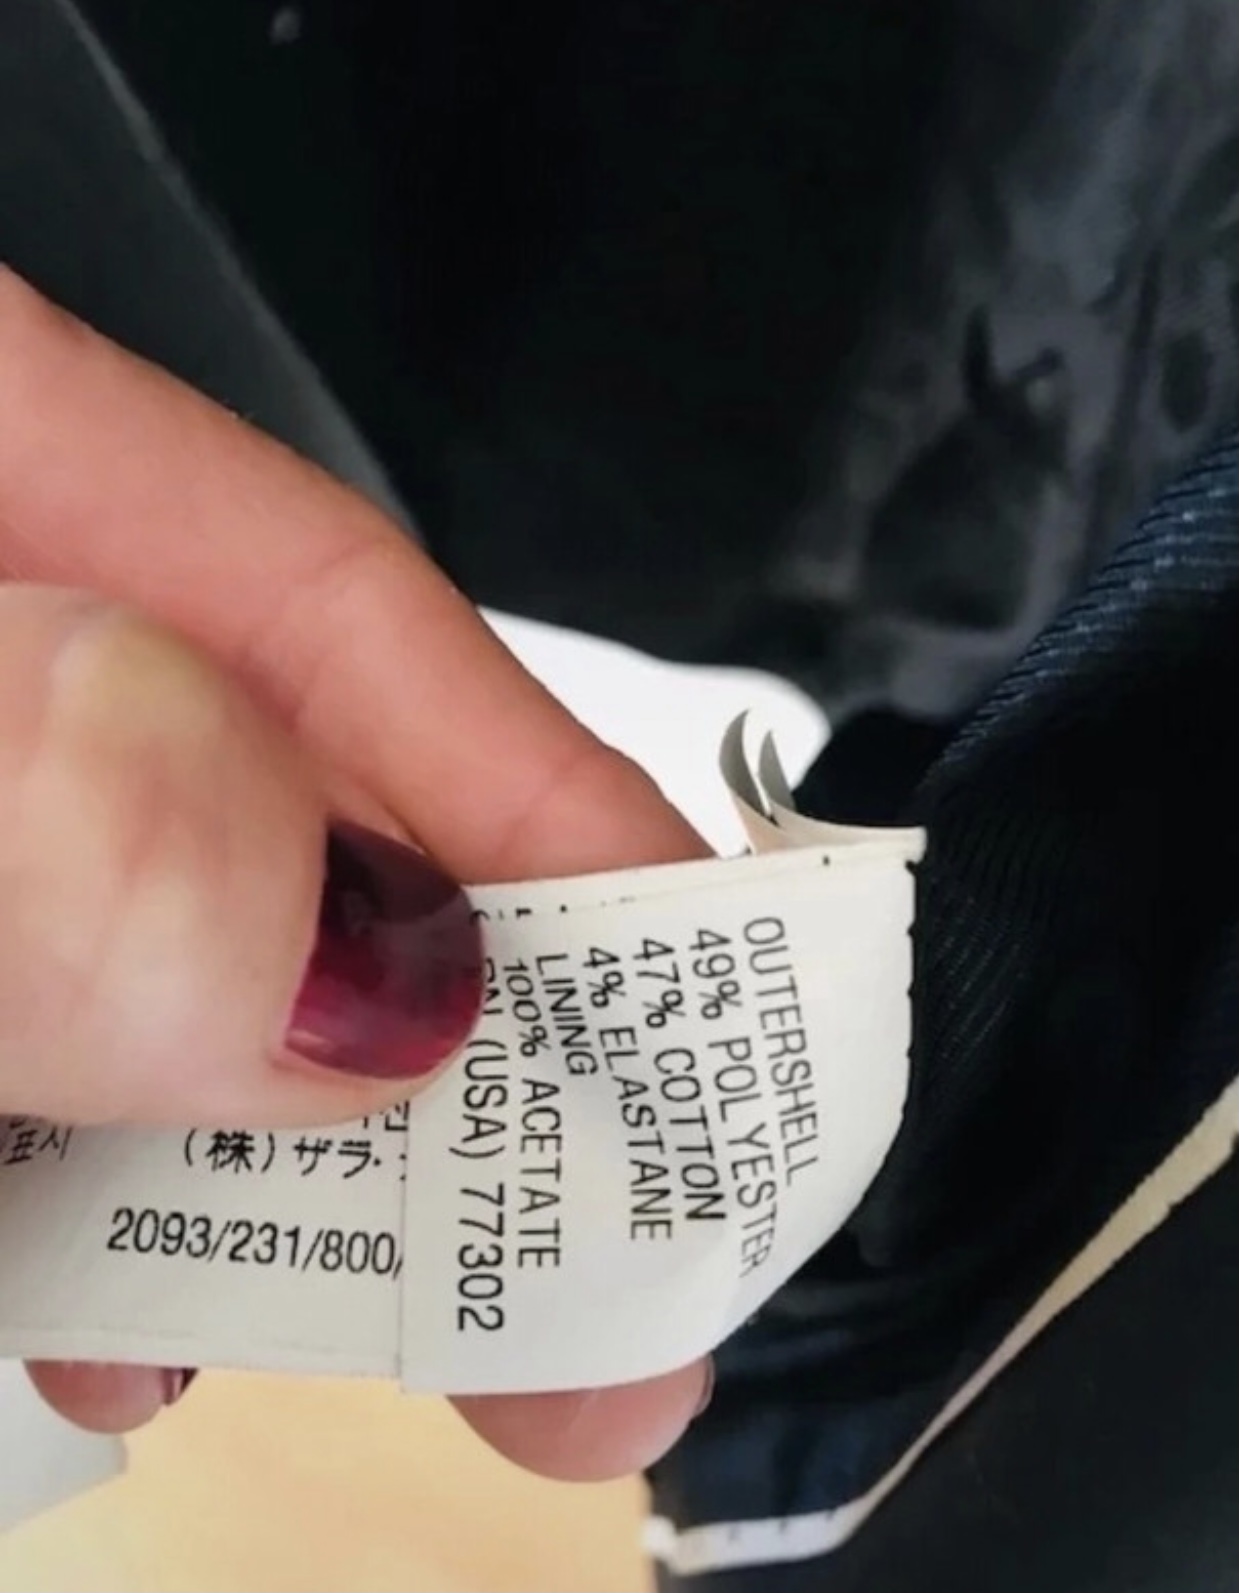 OUTERSHELL
49% POLYESTER
47% COTTON
4% ELASTANE
LINING
100% ACETATE
(USA) 77302
(株) ザラ・
2093/231/800/